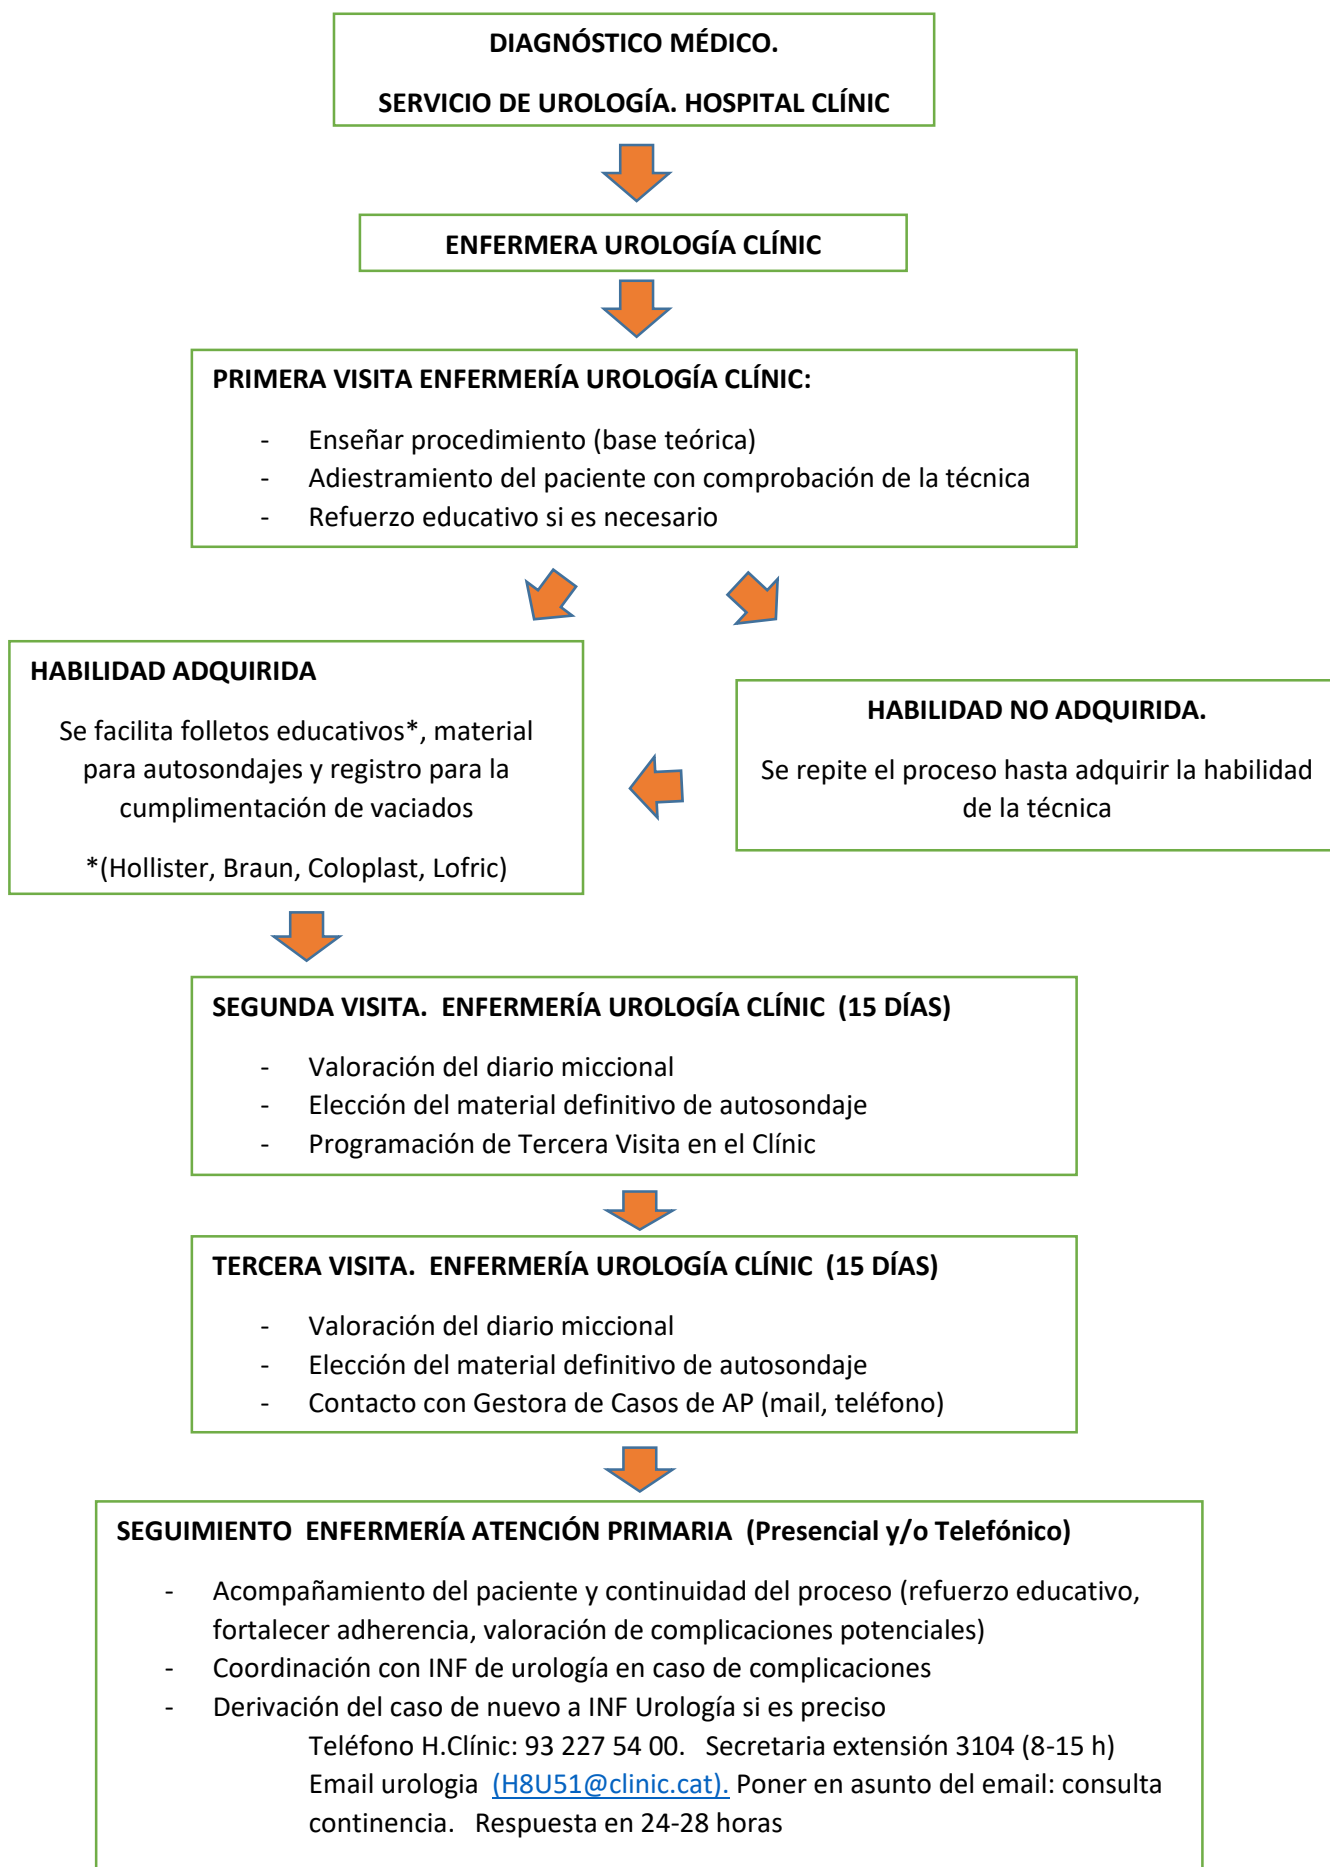 DIAGNÓSTICO MÉDICO.
SERVICIO DE UROLOGÍA. HOSPITAL CLÍNIC
ENFERMERA UROLOGÍA CLÍNIC
PRIMERA VISITA ENFERMERÍA UROLOGÍA CLÍNIC:
- Enseñar procedimiento (base teórica)
- Adiestramiento del paciente con comprobación de la técnica
- Refuerzo educativo si es necesario
HABILIDAD ADQUIRIDA
Se facilita folletos educativos*, material
para autosondajes y registro para la
cumplimentación de vaciados
*(Hollister, Braun, Coloplast, Lofric)
HABILIDAD NO ADQUIRIDA.
Se repite el proceso hasta adquirir la habilidad
de la técnica
SEGUNDA VISITA. ENFERMERÍA UROLOGÍA CLÍNIC (15 DÍAS)
- Valoración del diario miccional
- Elección del material definitivo de autosondaje
- Programación de Tercera Visita en el Clínic
TERCERA VISITA. ENFERMERÍA UROLOGÍA CLÍNIC (15 DÍAS)
- Valoración del diario miccional
- Elección del material definitivo de autosondaje
- Contacto con Gestora de Casos de AP (mail, teléfono)
SEGUIMIENTO ENFERMERÍA ATENCIÓN PRIMARIA (Presencial y/o Telefónico)
- Acompañamiento del paciente y continuidad del proceso (refuerzo educativo,
fortalecer adherencia, valoración de complicaciones potenciales)
- Coordinación con INF de urología en caso de complicaciones
- Derivación del caso de nuevo a INF Urología si es preciso
Teléfono H.Clínic: 93 227 54 00. Secretaria extensión 3104 (8-15 h)
Email urologia (H8U51@clinic.cat). Poner en asunto del email: consulta
continencia. Respuesta en 24-28 horas